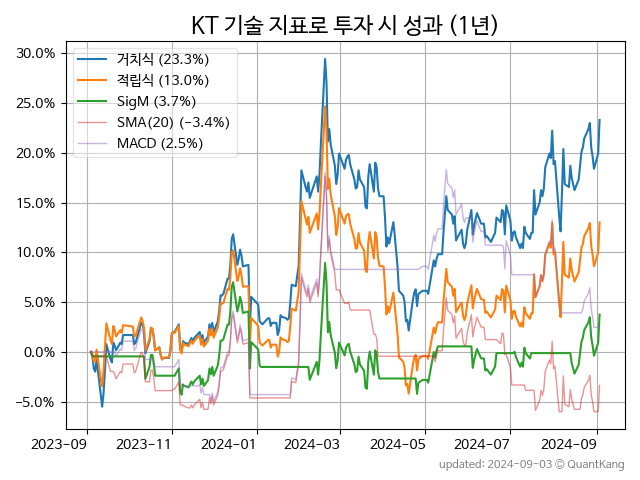 KT 기술 지표로 투자 시 성과 (1년)
30.0%
25.0%
20.0%
15.0%
10.0%
5.0%
0.0%
−5.0%
거치식 (23.3%)
적립식 (13.0%)
SigM (3.7%)
SMA(20) (−3.4%)
MACD (2.5%)
2023-09 2023-11 2024-01 2024-03 2024-05 2024-07 2024-09
updated: 2024-09-03 © QuantKang